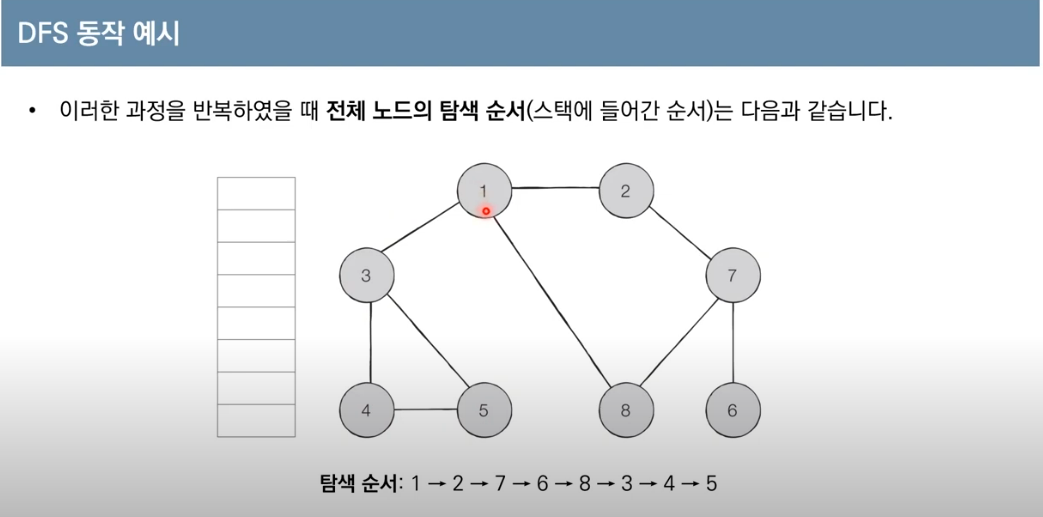 DFS 동작 예시
• 이러한 과정을 반복하였을 때 전체 노드의 탐색 순서(스택에 들어간 순서)는 다음과 같습니다.
1 2
3 7
4 5 8 6
탐색 순서: 1 → 2 → 7 → 6 → 8 → 3 → 4 → 5